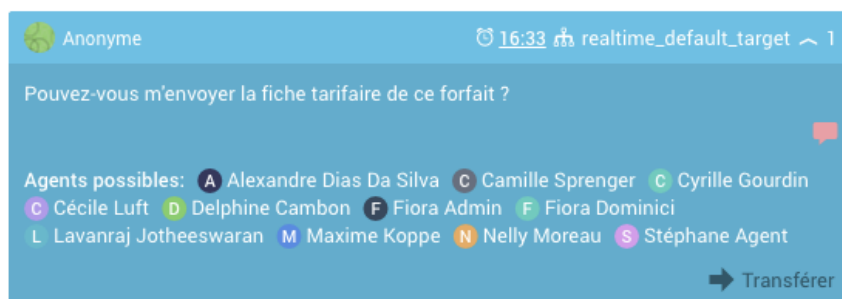 Anonyme 16:33 realtime_default_target 1
Pouvez-vous m'envoyer la fiche tarifaire de ce forfait ?
Agents possibles: A Alexandre Dias Da Silva C Camille Sprenger C Cyrille Gourdin
C Cécile Luft D Delphine Cambon F Fiora Admin F Fiora Dominici
L Lavanraj Jotheeswaran M Maxime Koppe N Nelly Moreau S Stéphane Agent
Transférer